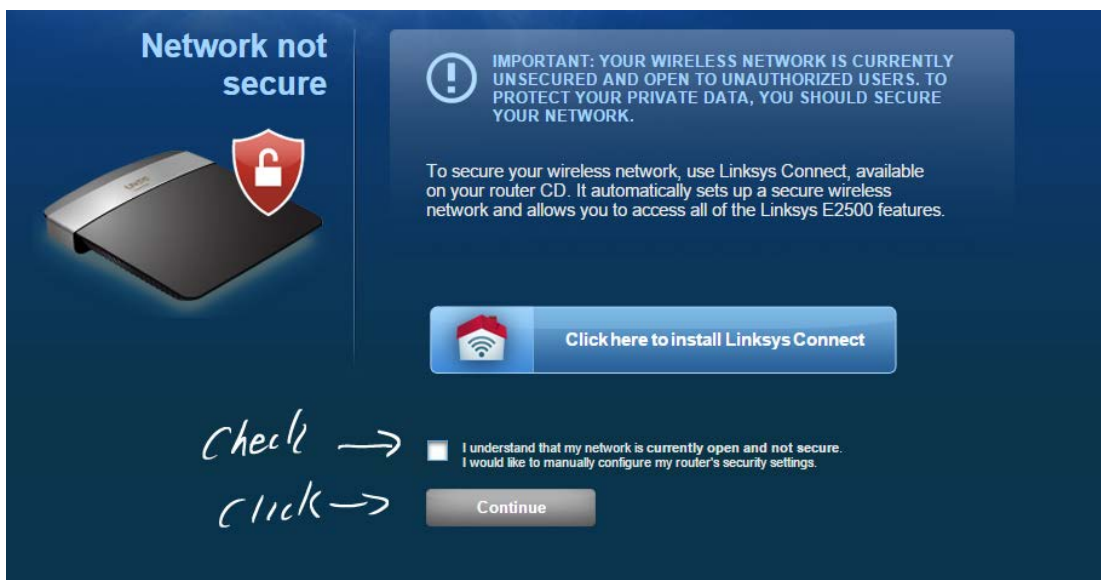 Network not
secure
IMPORTANT: YOUR WIRELESS NETWORK IS CURRENTLY
UNSECURED AND OPEN TO UNAUTHORIZED USERS. TO
PROTECT YOUR PRIVATE DATA, YOU SHOULD SECURE
YOUR NETWORK.
To secure your wireless network, use Linksys Connect, available
on your router CD. It automatically sets up a secure wireless
network and allows you to access all of the Linksys E2500 features.
Click here to install Linksys Connect
Check →
I understand that my network is currently open and not secure.
I would like to manually configure my router's security settings.
Click →
Continue